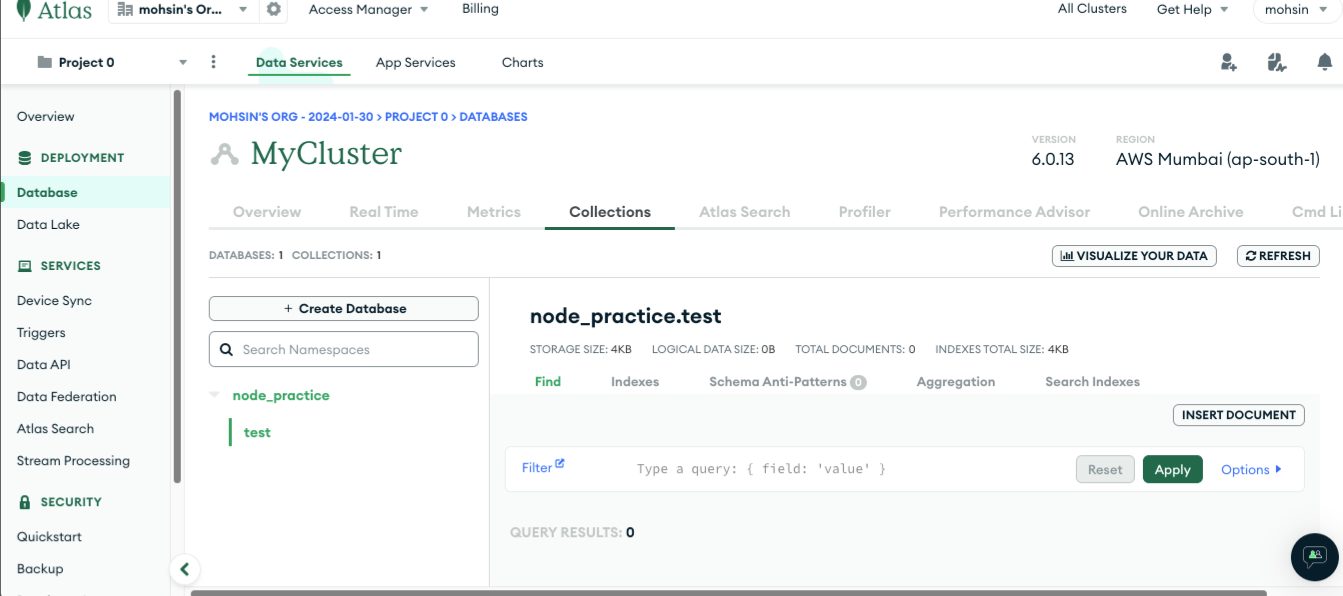 Atlas mohsin's Or... Access Manager Billing All Clusters Get Help mohsin
Project 0 Data Services App Services Charts
Overview
DEPLOYMENT
Database
Data Lake
SERVICES
Device Sync
Triggers
Data API
Data Federation
Atlas Search
Stream Processing
SECURITY
Quickstart
Backup
MOHSIN'S ORG - 2024-01-30 > PROJECT 0 > DATABASES
MyCluster
VERSION
6.0.13
REGION
AWS Mumbai (ap-south-1)
Overview Real Time Metrics Collections Atlas Search Profiler Performance Advisor Online Archive Cmd Li
DATABASES: 1 COLLECTIONS: 1
VISUALIZE YOUR DATA REFRESH
+ Create Database
Search Namespaces
node_practice
test
node_practice.test
STORAGE SIZE: 4KB LOGICAL DATA SIZE: 0B TOTAL DOCUMENTS: 0 INDEXES TOTAL SIZE: 4KB
Find Indexes Schema Anti-Patterns 0 Aggregation Search Indexes
INSERT DOCUMENT
Filter Type a query: { field: 'value' } Reset Apply Options
QUERY RESULTS: 0